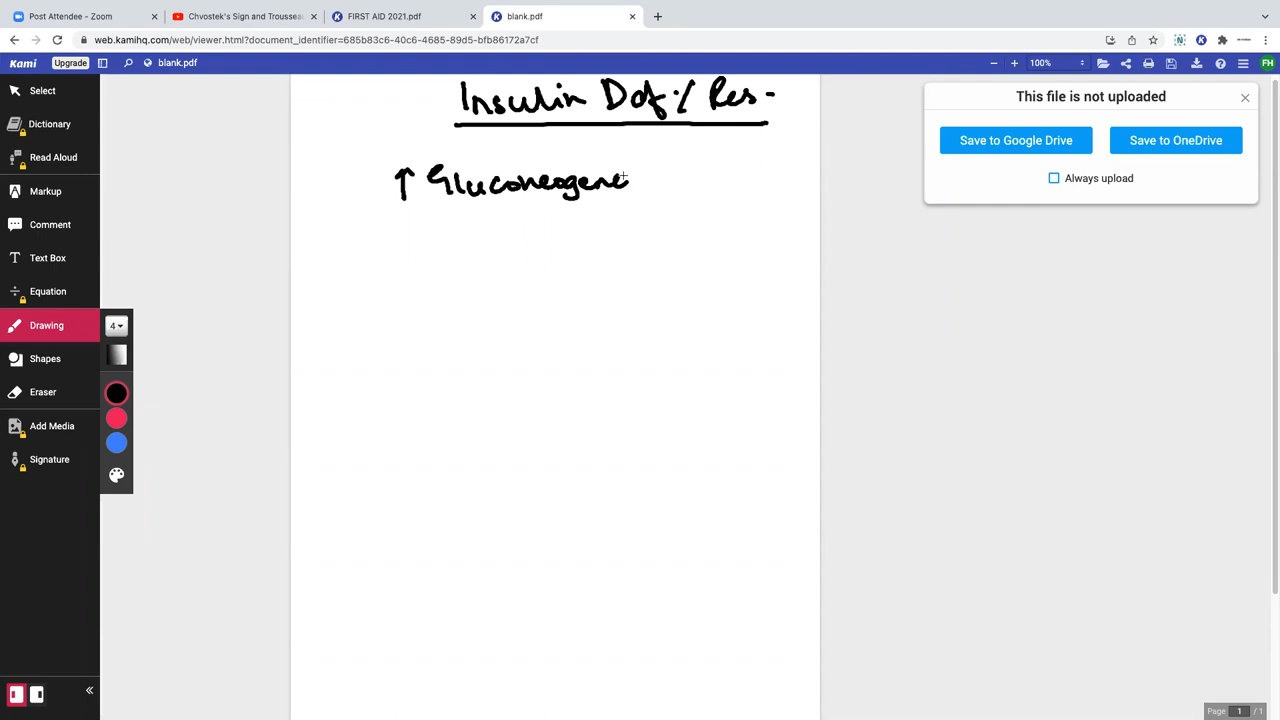 Post Attendee - Zoom
Chvostek's Sign and Troussea
FIRST AID 2021.pdf
blank.pdf
web.kamihq.com/web/viewer.html?document_identifier=685b83c6-40c6-4685-89d5-bfb86172a7cf
Kami Upgrade blank.pdf 100% FH
Select
Dictionary
Read Aloud
Markup
Comment
Text Box
Equation
Drawing
Shapes
Eraser
Add Media
Signature
4
Insulin Def./ Res-
↑ Gluconeogene
This file is not uploaded
Save to Google Drive Save to OneDrive
Always upload
Page 1 / 1